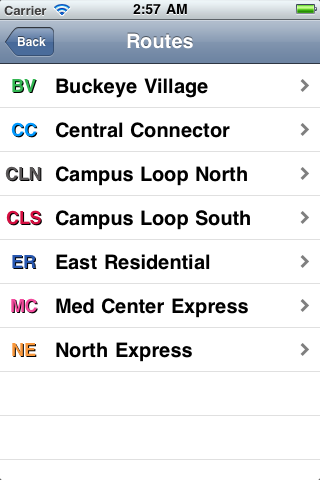 Carrier 2:57 AM
Back Routes
BV Buckeye Village
CC Central Connector
CLN Campus Loop North
CLS Campus Loop South
ER East Residential
MC Med Center Express
NE North Express